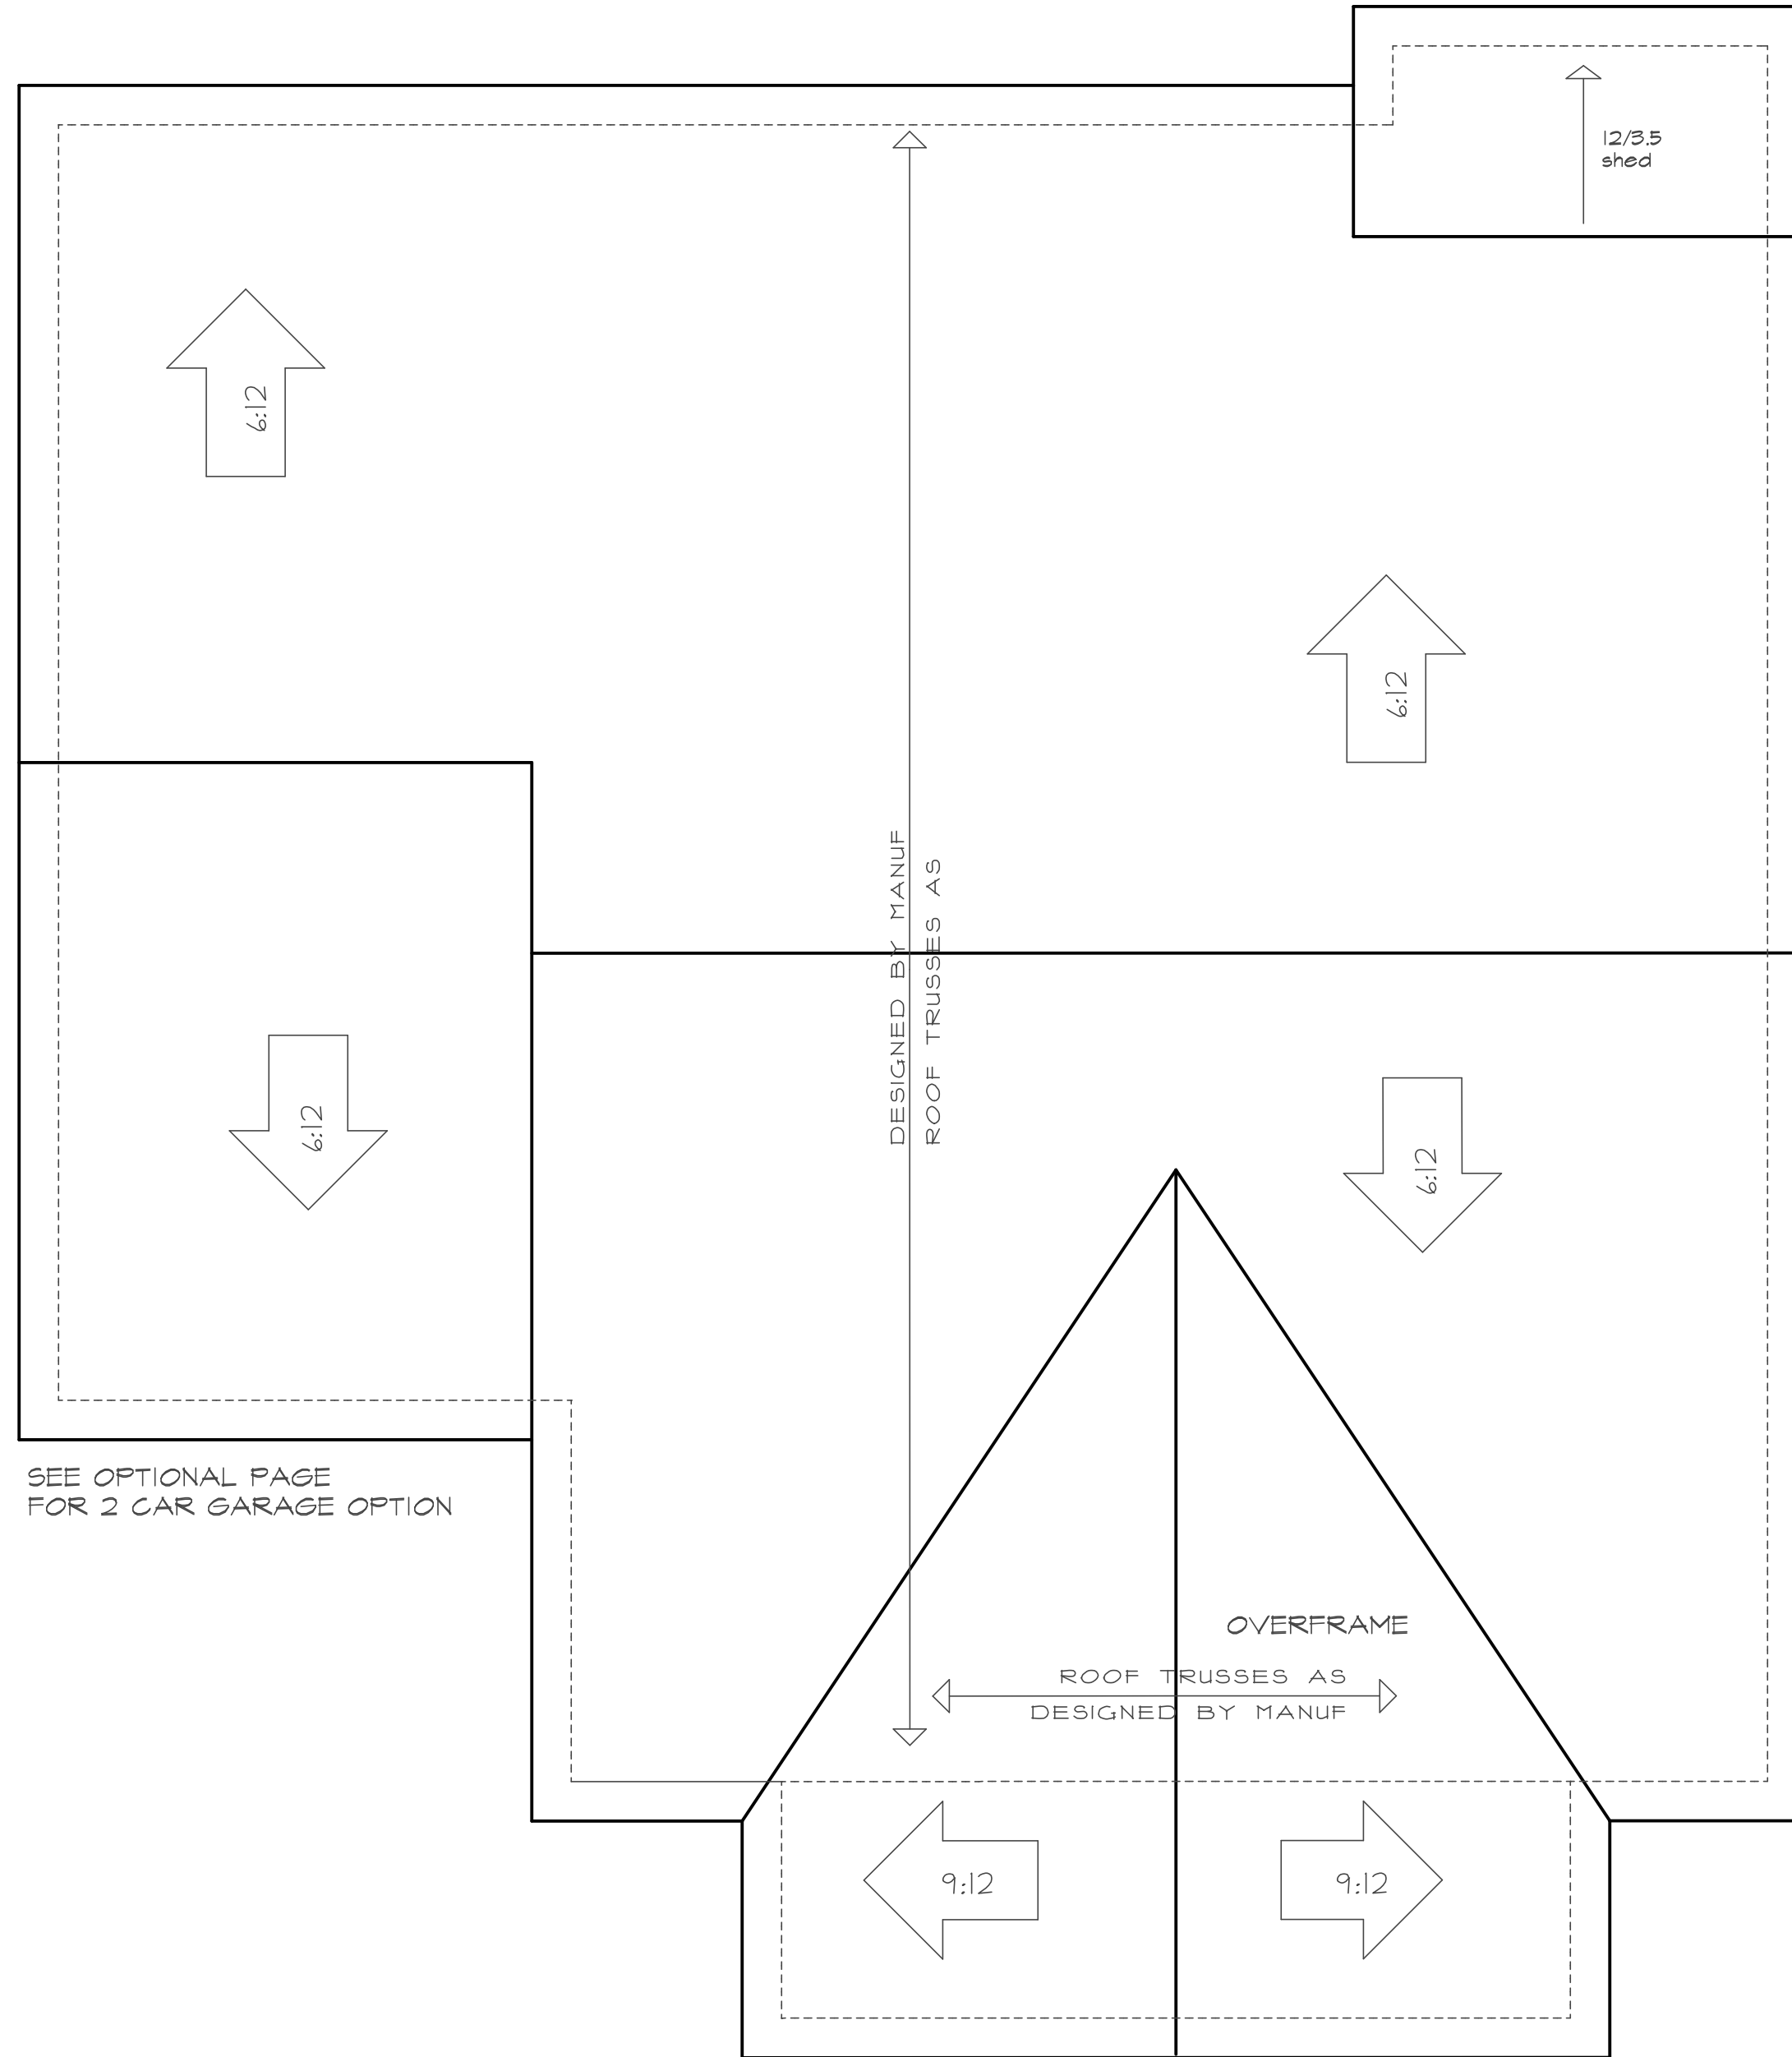 12/3.5
shed
6:12
6:12
ROOF TRUSSES AS
DESIGNED BY MANUF
6:12
6:12
SEE OPTIONAL PAGE
FOR 2 CAR GARAGE OPTION
OVERFRAME
ROOF TRUSSES AS
DESIGNED BY MANUF
9:12
9:12